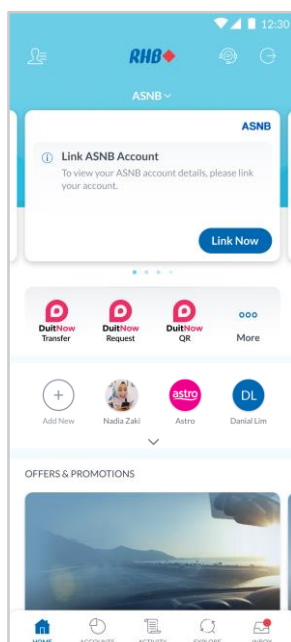 12:30
RHB
ASNB
ASNB
Link ASNB Account
To view your ASNB account details, please link
your account.
Link Now
DuitNow DuitNow DuitNow
Transfer Request QR More
astro DL
Add New Nadia Zaki Astro Danial Lim
OFFERS & PROMOTIONS
HOME ACCOUNTS ACTIVITY EXPLORE INBOX